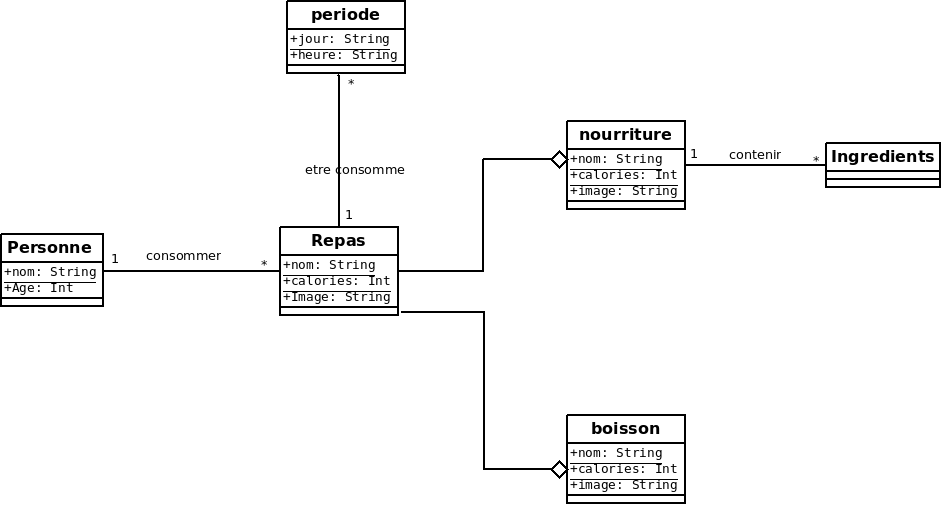 periode
+jour: String
+heure: String
*
etre consomme
1
Personne
+nom: String
+Age: Int
1
consommer
*
Repas
+nom: String
+calories: Int
+Image: String
nourriture
+nom: String
+calories: Int
+image: String
1
contenir
*
Ingredients
boisson
+nom: String
+calories: Int
+image: String